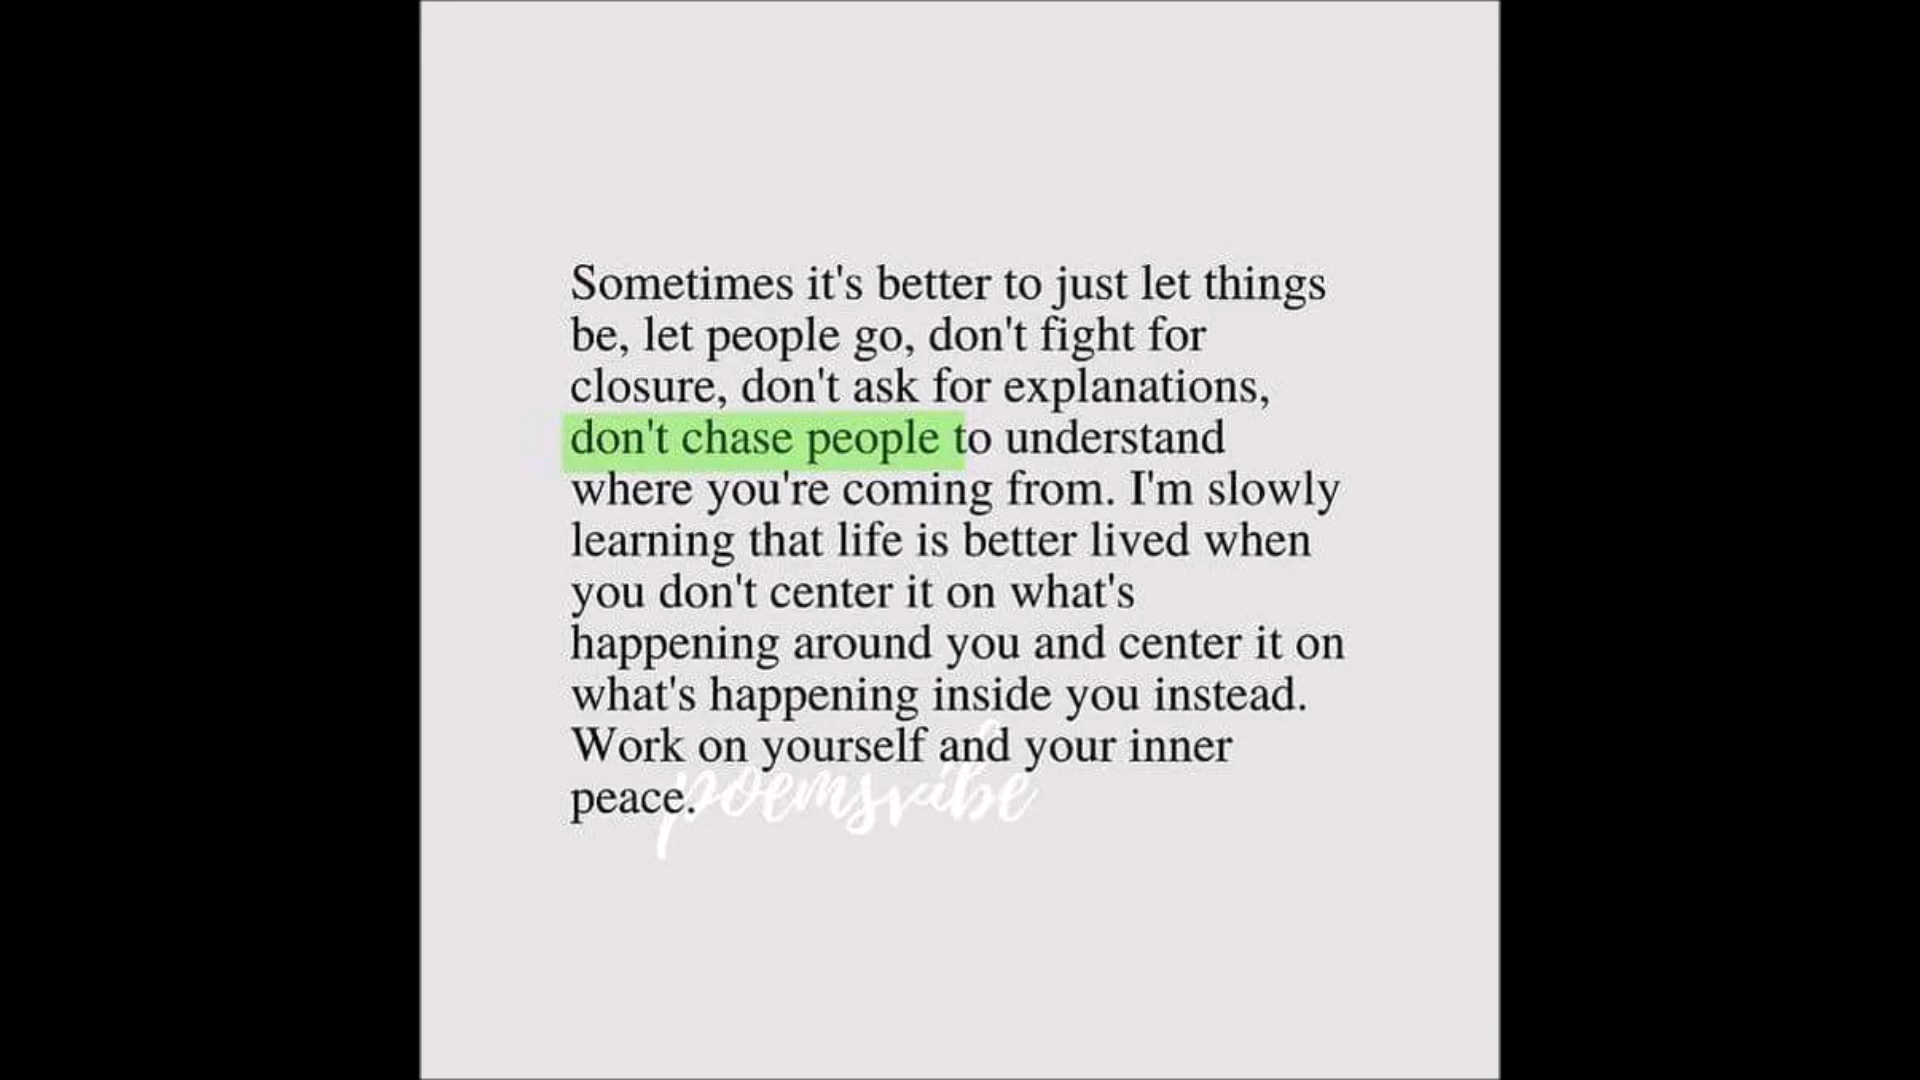 Sometimes it's better to just let things
be, let people go, don't fight for
closure, don't ask for explanations,
don't chase people to understand
where you're coming from. I'm slowly
learning that life is better lived when
you don't center it on what's
happening around you and center it on
what's happening inside you instead.
Work on yourself and your inner
peace.
poemsvibe